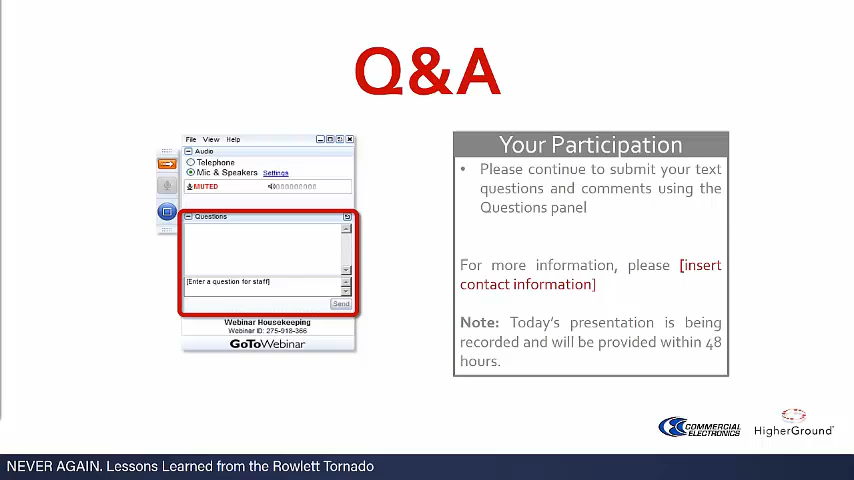 Q&A
File View Help
Audio
Telephone
Mic & Speakers Settings
MUTED
Questions
[Enter a question for staff]
Send
Webinar Housekeeping
Webinar ID: 275-918-366
GoToWebinar
Your Participation
• Please continue to submit your text
questions and comments using the
Questions panel
For more information, please [insert
contact information]
Note: Today's presentation is being
recorded and will be provided within 48
hours.
COMMERCIAL
ELECTRONICS
HigherGround
NEVER AGAIN. Lessons Learned from the Rowlett Tornado